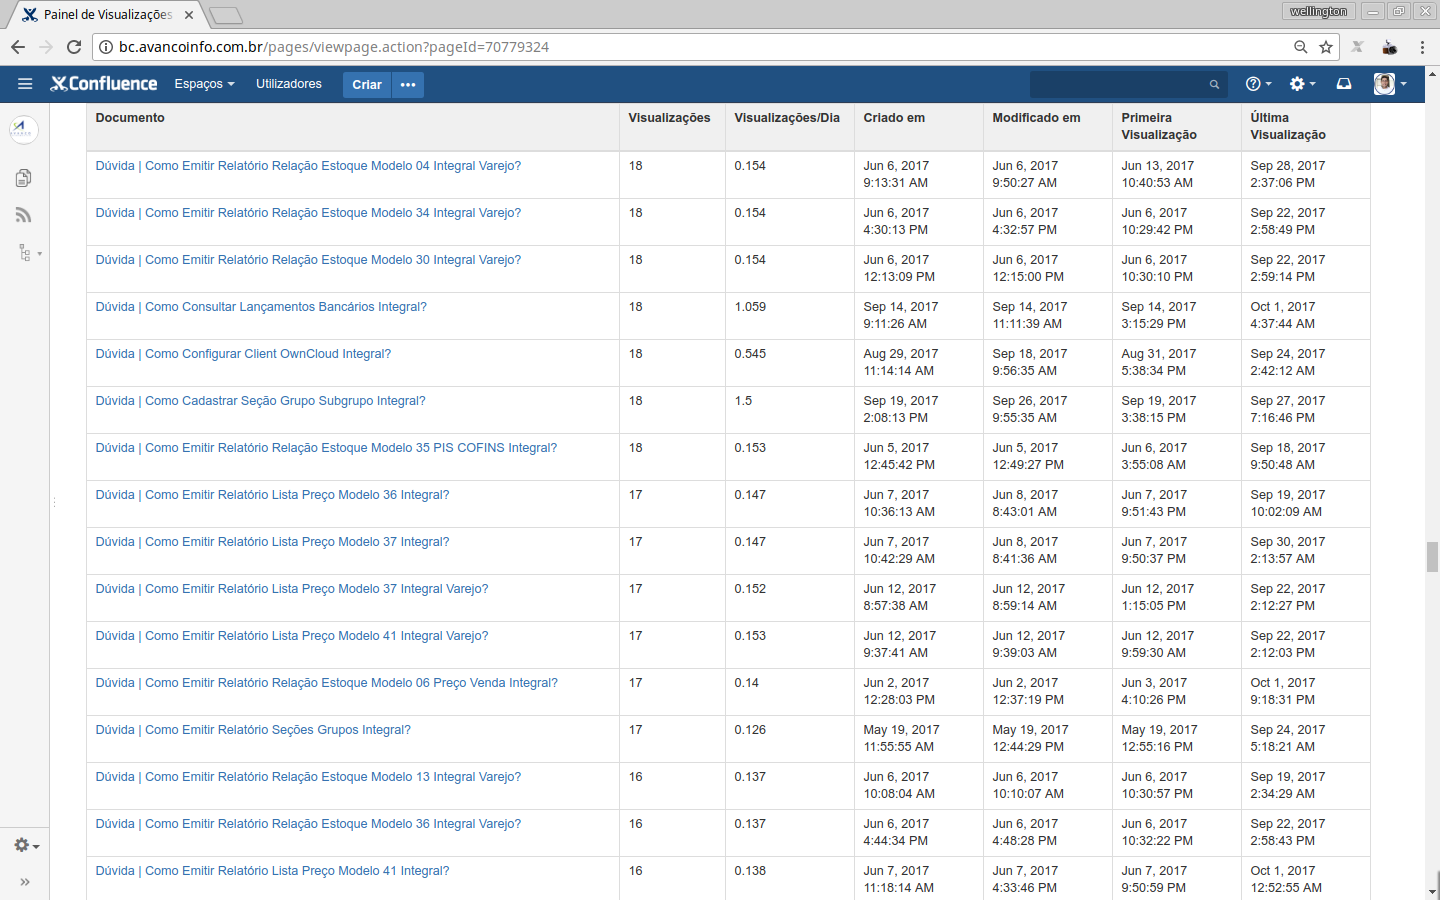 Painel de Visualizações
wellington
bc.avancoinfo.com.br/pages/viewpage.action?pageId=70779324
Confluence Espaços Utilizadores Criar •••
Documento Visualizações Visualizações/Dia Criado em Modificado em Primeira Visualização Última Visualização
Dúvida | Como Emitir Relatório Relação Estoque Modelo 04 Integral Varejo? 18 0.154 Jun 6, 2017 9:13:31 AM Jun 6, 2017 9:50:27 AM Jun 13, 2017 10:40:53 AM Sep 28, 2017 2:37:06 PM
Dúvida | Como Emitir Relatório Relação Estoque Modelo 34 Integral Varejo? 18 0.154 Jun 6, 2017 4:30:13 PM Jun 6, 2017 4:32:57 PM Jun 6, 2017 10:29:42 PM Sep 22, 2017 2:58:49 PM
Dúvida | Como Emitir Relatório Relação Estoque Modelo 30 Integral Varejo? 18 0.154 Jun 6, 2017 12:13:09 PM Jun 6, 2017 12:15:00 PM Jun 6, 2017 10:30:10 PM Sep 22, 2017 2:59:14 PM
Dúvida | Como Consultar Lançamentos Bancários Integral? 18 1.059 Sep 14, 2017 9:11:26 AM Sep 14, 2017 11:11:39 AM Sep 14, 2017 3:15:29 PM Oct 1, 2017 4:37:44 AM
Dúvida | Como Configurar Client OwnCloud Integral? 18 0.545 Aug 29, 2017 11:14:14 AM Sep 18, 2017 9:56:35 AM Aug 31, 2017 5:38:34 PM Sep 24, 2017 2:42:12 AM
Dúvida | Como Cadastrar Seção Grupo Subgrupo Integral? 18 1.5 Sep 19, 2017 2:08:13 PM Sep 26, 2017 9:55:35 AM Sep 19, 2017 3:38:15 PM Sep 27, 2017 7:16:46 PM
Dúvida | Como Emitir Relatório Relação Estoque Modelo 35 PIS COFINS Integral? 18 0.153 Jun 5, 2017 12:45:42 PM Jun 5, 2017 12:49:27 PM Jun 6, 2017 3:55:08 AM Sep 18, 2017 9:50:48 AM
Dúvida | Como Emitir Relatório Lista Preço Modelo 36 Integral? 17 0.147 Jun 7, 2017 10:36:13 AM Jun 8, 2017 8:43:01 AM Jun 7, 2017 9:51:43 PM Sep 19, 2017 10:02:09 AM
Dúvida | Como Emitir Relatório Lista Preço Modelo 37 Integral? 17 0.147 Jun 7, 2017 10:42:29 AM Jun 8, 2017 8:41:36 AM Jun 7, 2017 9:50:37 PM Sep 30, 2017 2:13:57 AM
Dúvida | Como Emitir Relatório Lista Preço Modelo 37 Integral Varejo? 17 0.152 Jun 12, 2017 8:57:38 AM Jun 12, 2017 8:59:14 AM Jun 12, 2017 1:15:05 PM Sep 22, 2017 2:12:27 PM
Dúvida | Como Emitir Relatório Lista Preço Modelo 41 Integral Varejo? 17 0.153 Jun 12, 2017 9:37:41 AM Jun 12, 2017 9:39:03 AM Jun 12, 2017 9:59:30 AM Sep 22, 2017 2:12:03 PM
Dúvida | Como Emitir Relatório Relação Estoque Modelo 06 Preço Venda Integral? 17 0.14 Jun 2, 2017 12:28:03 PM Jun 2, 2017 12:37:19 PM Jun 3, 2017 4:10:26 PM Oct 1, 2017 9:18:31 PM
Dúvida | Como Emitir Relatório Seções Grupos Integral? 17 0.126 May 19, 2017 11:55:55 AM May 19, 2017 12:44:29 PM May 19, 2017 12:55:16 PM Sep 24, 2017 5:18:21 AM
Dúvida | Como Emitir Relatório Relação Estoque Modelo 13 Integral Varejo? 16 0.137 Jun 6, 2017 10:08:04 AM Jun 6, 2017 10:10:07 AM Jun 6, 2017 10:30:57 PM Sep 19, 2017 2:34:29 AM
Dúvida | Como Emitir Relatório Relação Estoque Modelo 36 Integral Varejo? 16 0.137 Jun 6, 2017 4:44:34 PM Jun 6, 2017 4:48:28 PM Jun 6, 2017 10:32:22 PM Sep 22, 2017 2:58:43 PM
Dúvida | Como Emitir Relatório Lista Preço Modelo 41 Integral? 16 0.138 Jun 7, 2017 11:18:14 AM Jun 7, 2017 4:33:46 PM Jun 7, 2017 9:50:59 PM Oct 1, 2017 12:52:55 AM